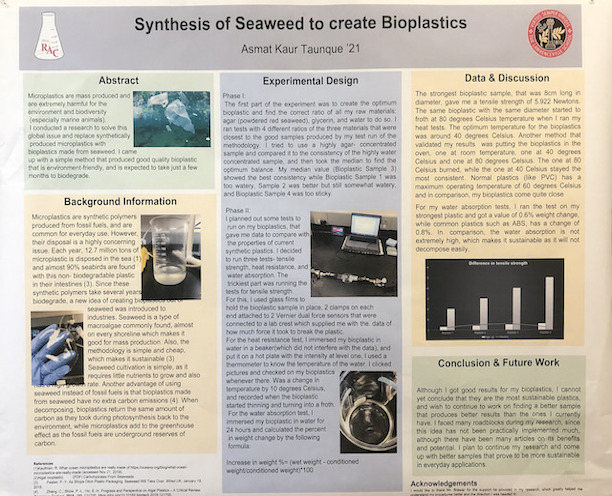 Synthesis of Seaweed to create Bioplastics
Asmat Kaur Taunque '21
RAC
Abstract
Microplastics are mass produced and
are extremely harmful for the
environment and biodiversity
(especially marine animals).
I conducted a research to solve this
global issue and replace synthetically
produced microplastics with
bioplastics made from seaweed. I came
up with a simple method that produced good quality bioplastic
that is environment-friendly, and is expected to take just a few
months to biodegrade.
Background Information
Microplastics are synthetic polymers
produced from fossil fuels, and are
common for everyday use. However,
their disposal is a highly concerning
issue. Each year, 12.7 million tons of
microplastic is disposed in the sea (1)
and almost 90% seabirds are found
with this non- biodegradable plastic
in their intestines (3). Since these
synthetic polymers take several years
biodegrade, a new idea of creating bioplastics out of
seaweed was introduced to
industries. Seaweed is a type of
macroalgae commonly found, almost
on every shoreline which makes it
good for mass production. Also, the
methodology is simple and cheap,
which makes it sustainable (3)
Seaweed cultivation is simple, as it
requires little nutrients to grow and also
rate. Another advantage of using
seaweed instead of fossil fuels is that bioplastics made
from seaweed have no extra carbon emissions (4). When
decomposing, bioplastics return the same amount of
carbon as they took during photosynthesis back to the
environment, while microplastics add to the greenhouse
effect as the fossil fuels are underground reserves of
carbon.
References
Experimental Design
Phase I:
The first part of the experiment was to create the optimum
bioplastic and find the correct ratio of all my raw materials:
agar (powdered red seaweed), glycerin, and water to do so. I
ran tests with 4 different ratios of the three materials that were
closest to the good samples produced by my test run of the
methodology. I tried to use a highly agar- concentrated
sample and compared it to the consistency of the highly water
concentrated sample, and then took the median to find the
optimum balance. My median value (Bioplastic Sample 3)
showed the best consistency while Bioplastic Sample 1 was
too watery. Sample 2 was better but still somewhat watery,
and Bioplastic Sample 4 was too sticky.
Phase II:
I planned out some tests to
run on my bioplastics, that
gave me data to compare with
the properties of current
synthetic plastics. I decided
to run three tests- tensile
strength, heat resistance, and
water absorption. The
trickiest part was running the
tests for tensile strength
For this, I used glass films to
hold the bioplastic sample in place, 2 clamps on each
end attached to 2 Vernier dual force sensors that were
connected to a lab crest which supplied me with the. data of
how much force it took to break the plastic.
For the heat resistance test, I immersed my bioplastic in
water in a beaker(which did not interfere with the data), and
put it on a hot plate with the intensity at level one. I used a
thermometer to know the temperature of the water. I clicked
pictures and checked on my bioplastics
whenever there. Was a change in
temperature by 10 degrees Celsius,
and recorded when the bioplastic
started thinning and turning into a froth.
For the water absorption test, I
immersed my bioplastic in water for
24 hours and calculated the percent
in weight change by the following
formula:
Increase in weight %= (wet weight - conditioned
weight/conditioned weight)*100
Data & Discussion
The strongest bioplastic sample, that was 8cm long in
diameter, gave me a tensile strength of 5.922 Newtons.
The same bioplastic with the same diameter started to
froth at 80 degrees Celsius temperature when I ran my
heat tests. The optimum temperature for the bioplastics
was around 40 degrees Celsius. Another method that
validated my results was putting the bioplastics in the
oven, one at room temperature, one at 40 degrees
Celsius and one at 80 degrees Celsius. The one at 80
Celsius burned, while the one at 40 Celsius stayed the
most consistent. Normal plastics (like PVC) has a
maximum operating temperature of 60 degrees Celsius
and in comparison, my bioplastics come quite close
For my water absorption tests, I ran the test on my
strongest plastic and got a value of 0.6% weight change,
while common plastics such as ABS, has a change of
0.8%. In comparison, the water absorption is not
extremely high, which makes it sustainable as it will not
decompose easily.
Difference in tensile strength
Conclusion & Future Work
Although I got good results for my bioplastics, I cannot
yet conclude that they are the most sustainable plastics,
and wish to continue to work on finding a better sample
that produces better results than the ones I currently
have. I faced many roadblocks during my research, since
this idea has not been practically implemented much,
although there have been many articles on its benefits
and potential. I plan to continue my research and come
up with better samples that prove to be more sustainable
in everyday applications.
Acknowledgements